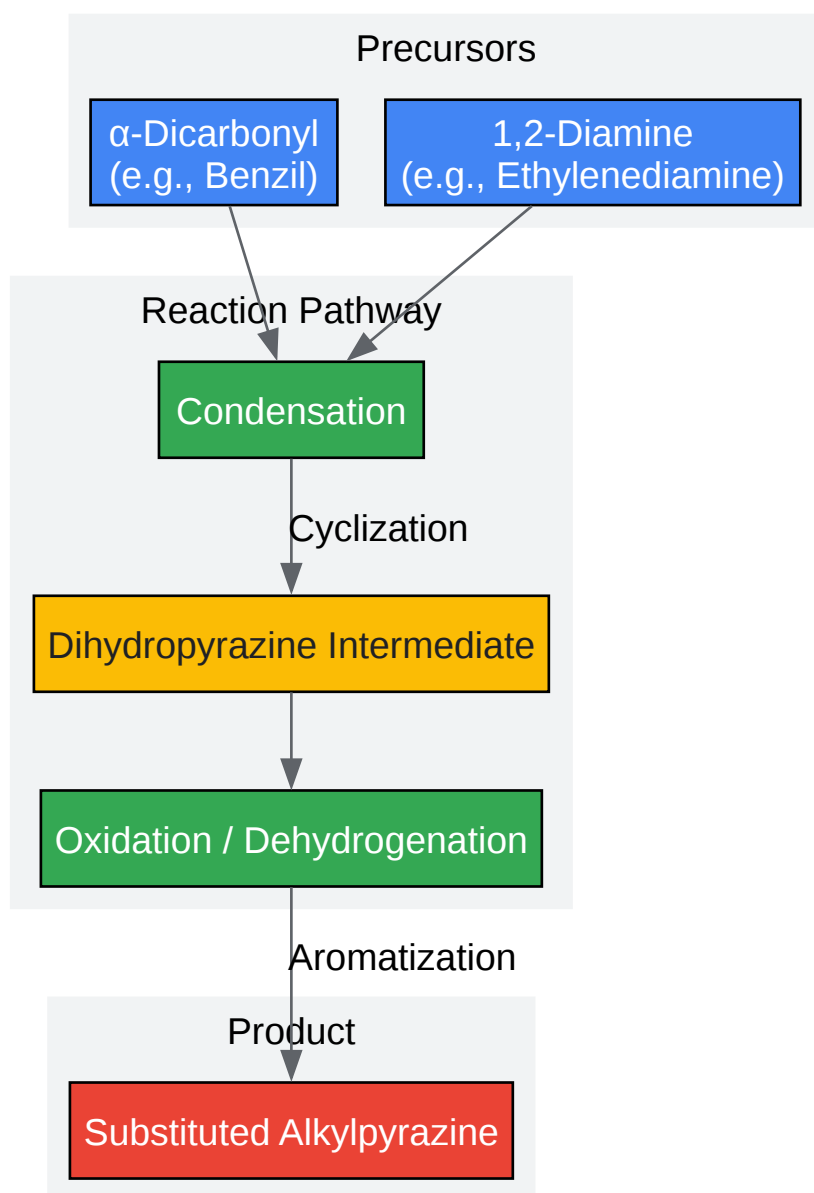 Precursors
α-Dicarbonyl
(e.g., Benzil)
1,2-Diamine
(e.g., Ethylenediamine)
Reaction Pathway
Condensation
Cyclization
Dihydropyrazine Intermediate
Oxidation / Dehydrogenation
Aromatization
Product
Substituted Alkylpyrazine